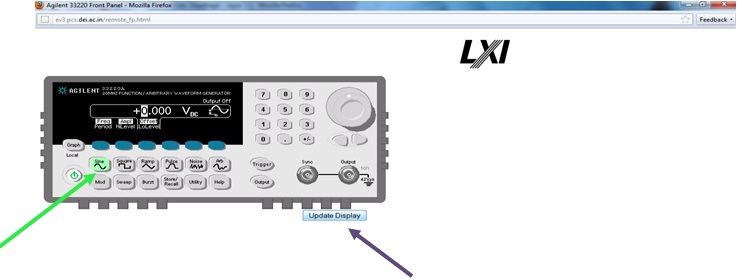 Agilent 33220 Front Panel - Mozilla Firefox
ev3.pcs.dei.ac.in/remote_fp.html
Feedback
LXI
AGILENT 33220A
20MHz FUNCTION / ARBITRARY WAVEFORM GENERATOR
Output Off
+0.000 VDC
Freq Ampl Offset
Period HiLevel LoLevel
7 8 9
4 5 6
1 2 3
0 . +/-
Graph
Local
Sine Square Ramp Pulse Noise Arb
Mod Sweep Burst Store/Recall Utility Help
Trigger
Output
Sync Output
Update Display